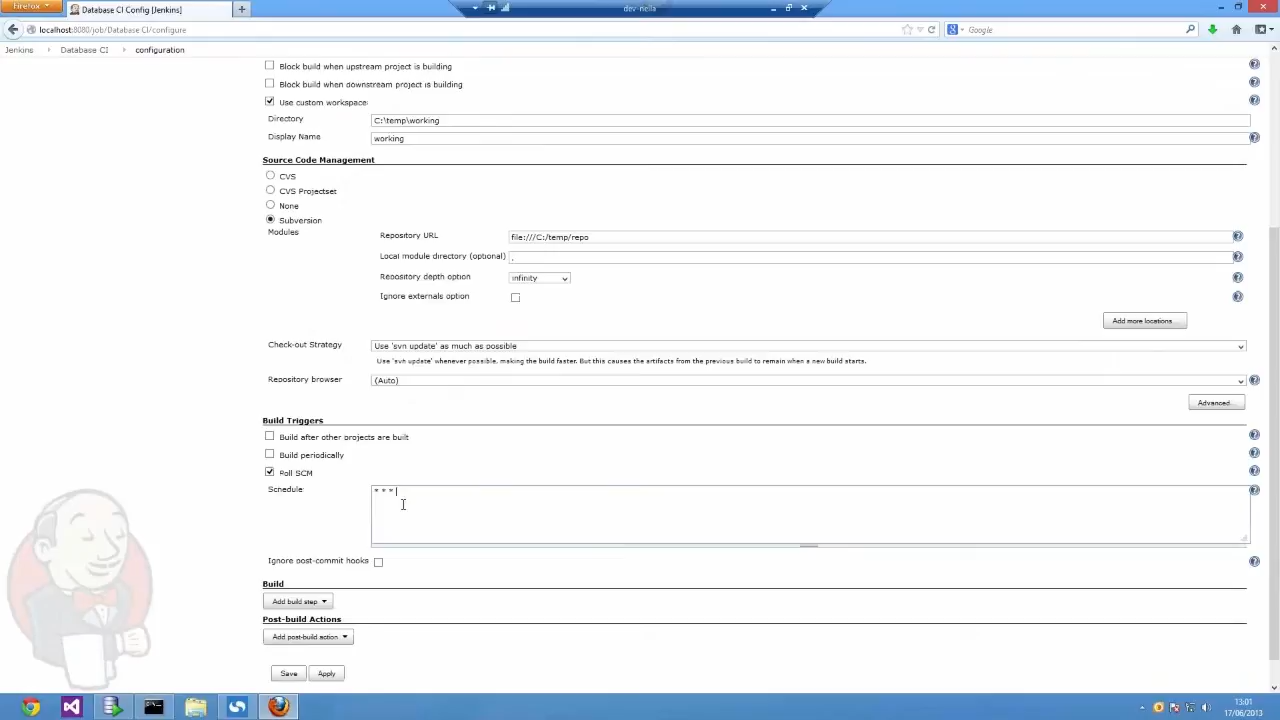 Firefox
Database CI Config [Jenkins]
dev-nella
localhost:8080/job/Database CI/configure
Google
Jenkins
Database CI
configuration
Block build when upstream project is building
Block build when downstream project is building
Use custom workspace
Directory
C:\temp\working
Display Name
working
Source Code Management
CVS
CVS Projectset
None
Subversion
Modules
Repository URL
file:///C:/temp/repo
Local module directory (optional)
.
Repository depth option
infinity
Ignore externals option
Add more locations...
Check-out Strategy
Use 'svn update' as much as possible
Use 'svn update' whenever possible, making the build faster. But this causes the artifacts from the previous build to remain when a new build starts.
Repository browser
(Auto)
Advanced...
Build Triggers
Build after other projects are built
Build periodically
Poll SCM
Schedule
* * *
Ignore post-commit hooks
Build
Add build step
Post-build Actions
Add post-build action
Save
Apply
13:01
17/06/2013